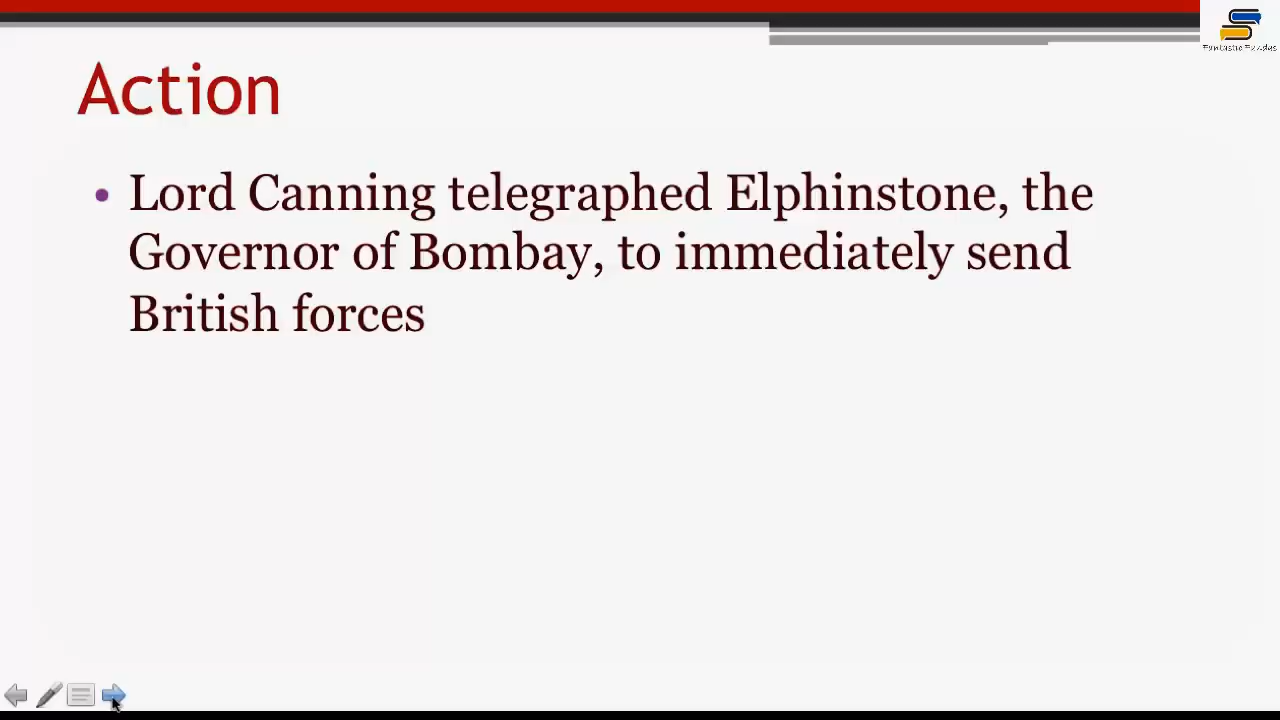 Action
• Lord Canning telegraphed Elphinstone, the
Governor of Bombay, to immediately send
British forces